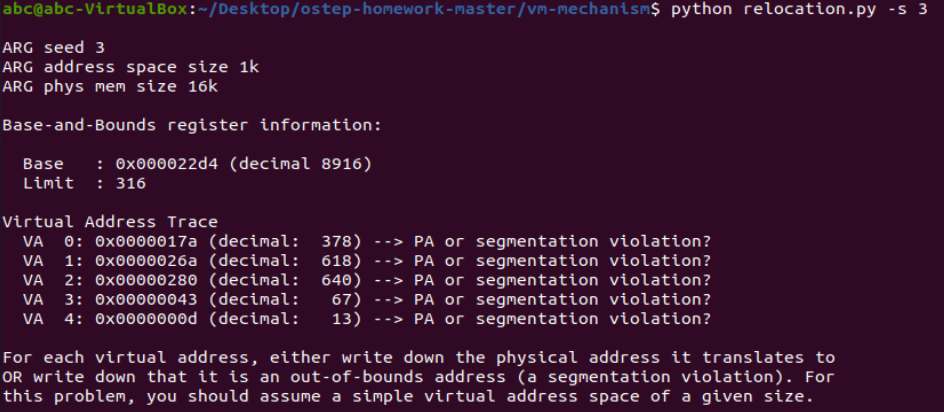 abc@abc-VirtualBox:~/Desktop/ostep-homework-master/vm-mechanism$ python relocation.py -s 3
ARG seed 3
ARG address space size 1k
ARG phys mem size 16k
Base-and-Bounds register information:
  Base   : 0x000022d4 (decimal 8916)
  Limit  : 316
Virtual Address Trace
  VA  0: 0x0000017a (decimal:  378) --> PA or segmentation violation?
  VA  1: 0x0000026a (decimal:  618) --> PA or segmentation violation?
  VA  2: 0x00000280 (decimal:  640) --> PA or segmentation violation?
  VA  3: 0x00000043 (decimal:   67) --> PA or segmentation violation?
  VA  4: 0x0000000d (decimal:   13) --> PA or segmentation violation?
For each virtual address, either write down the physical address it translates to
OR write down that it is an out-of-bounds address (a segmentation violation). For
this problem, you should assume a simple virtual address space of a given size.